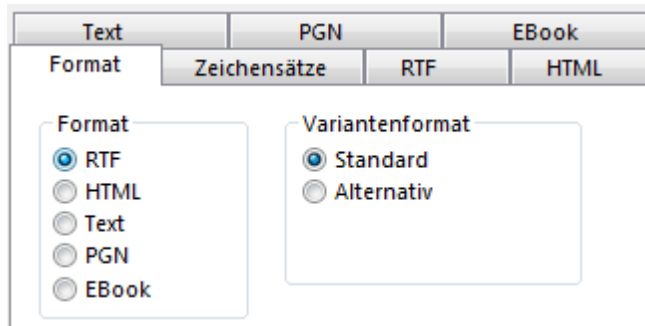 Text PGN EBook
Format Zeichensätze RTF HTML
Format
RTF
HTML
Text
PGN
EBook
Variantenformat
Standard
Alternativ